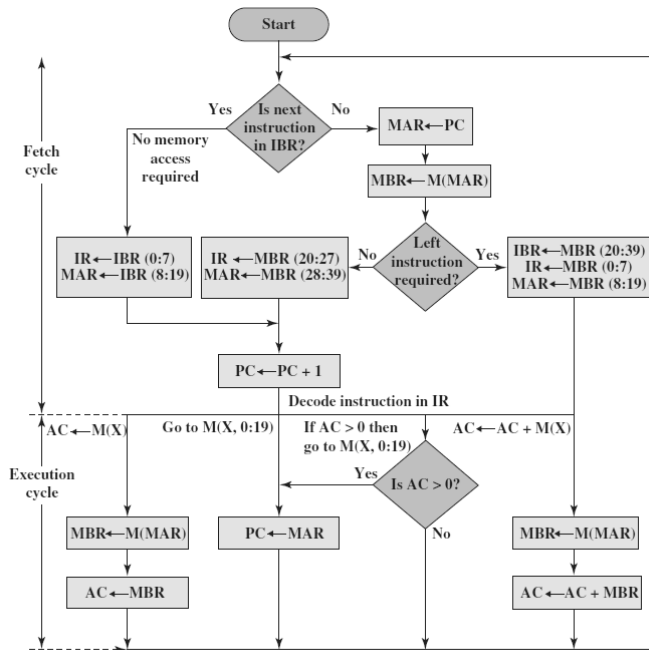 Start
Yes
Is next
instruction
in IBR?
No
MAR←PC
No memory
access
required
Fetch
cycle
MBR←M(MAR)
IR←IBR (0:7)
MAR←IBR (8:19)
IR ←MBR (20:27)
MAR←MBR (28:39)
No
Left
instruction
required?
Yes
IBR←MBR (20:39)
IR←MBR (0:7)
MAR←MBR (8:19)
PC←PC + 1
Decode instruction in IR
AC←M(X)
Go to M(X, 0:19)
If AC > 0 then
go to M(X, 0:19)
AC←AC + M(X)
Execution
cycle
Yes
Is AC > 0?
No
MBR←M(MAR)
PC←MAR
MBR←M(MAR)
AC←MBR
AC←AC + MBR